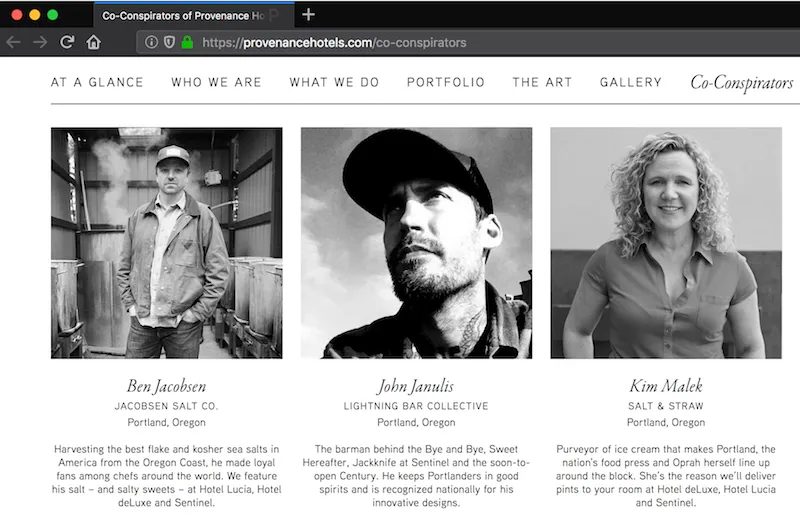 Co-Conspirators of Provenance Ho
https://provenancehotels.com/co-conspirators
AT A GLANCE WHO WE ARE WHAT WE DO PORTFOLIO THE ART GALLERY Co-Conspirators
Ben Jacobsen
JACOBSEN SALT CO.
Portland, Oregon
Harvesting the best flake and kosher sea salts in
America from the Oregon Coast, he made loyal
fans among chefs around the world. We feature
his salt – and salty sweets – at Hotel Lucia, Hotel
deLuxe and Sentinel.
John Janulis
LIGHTNING BAR COLLECTIVE
Portland, Oregon
The barman behind the Bye and Bye, Sweet
Hereafter, Jackknife at Sentinel and the soon-to-
open Century. He keeps Portlanders in good
spirits and is recognized nationally for his
innovative designs.
Kim Malek
SALT & STRAW
Portland, Oregon
Purveyor of ice cream that makes Portland, the
nation's food press and Oprah herself line up
around the block. She's the reason we'll deliver
pints to your room at Hotel deLuxe, Hotel Lucia
and Sentinel.